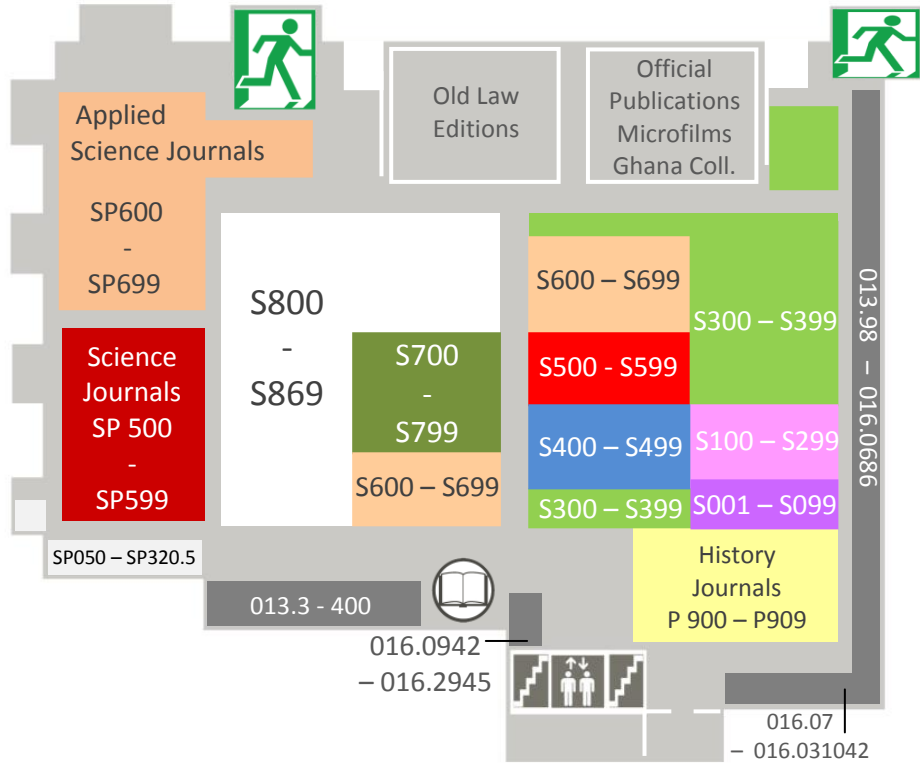 Applied
Science Journals
SP600
-
SP699
Old Law
Editions
Official
Publications
Microfilms
Ghana Coll.
S800
-
S869
S700
-
S799
S600 – S699
S600 – S699
S500 - S599
S400 – S499
S300 – S399
S300 – S399
S100 – S299
S001 – S099
013.98 – 016.0686
Science
Journals
SP 500
-
SP599
SP050 – SP320.5
013.3 - 400
History
Journals
P 900 – P909
016.0942
– 016.2945
016.07
– 016.031042